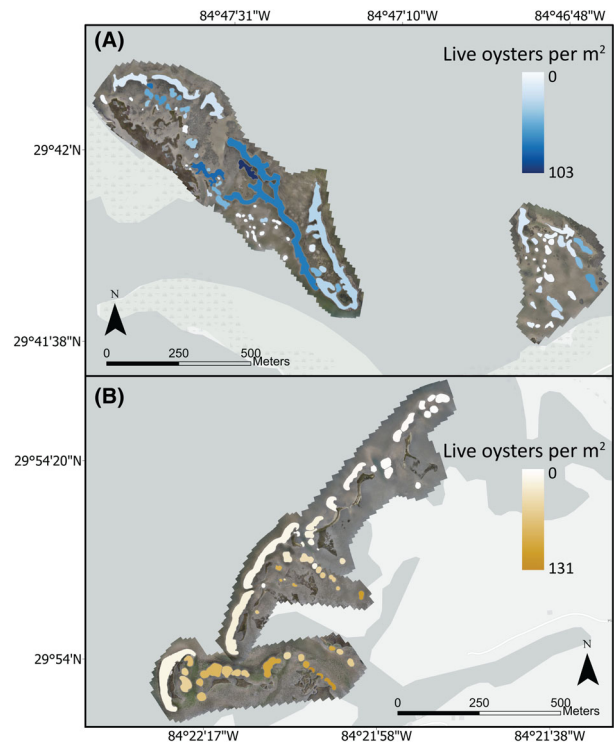 84°47'31"W 84°47'10"W 84°46'48"W
(A)
Live oysters per m²
0
103
29°42'N
29°41'38"N
N
0 250 500
Meters
(B)
Live oysters per m²
0
131
29°54'20"N
29°54'N
N
0 250 500
Meters
84°22'17"W 84°21'58"W 84°21'38"W